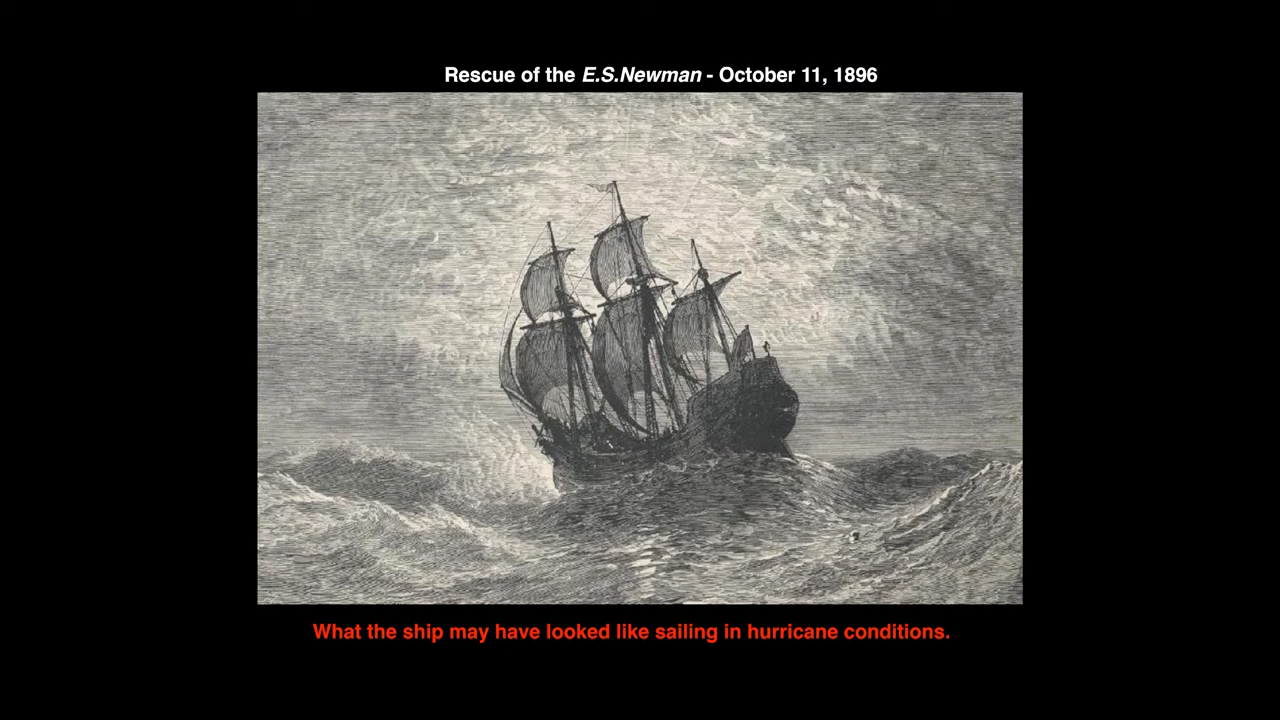 Rescue of the E.S.Newman - October 11, 1896
What the ship may have looked like sailing in hurricane conditions.